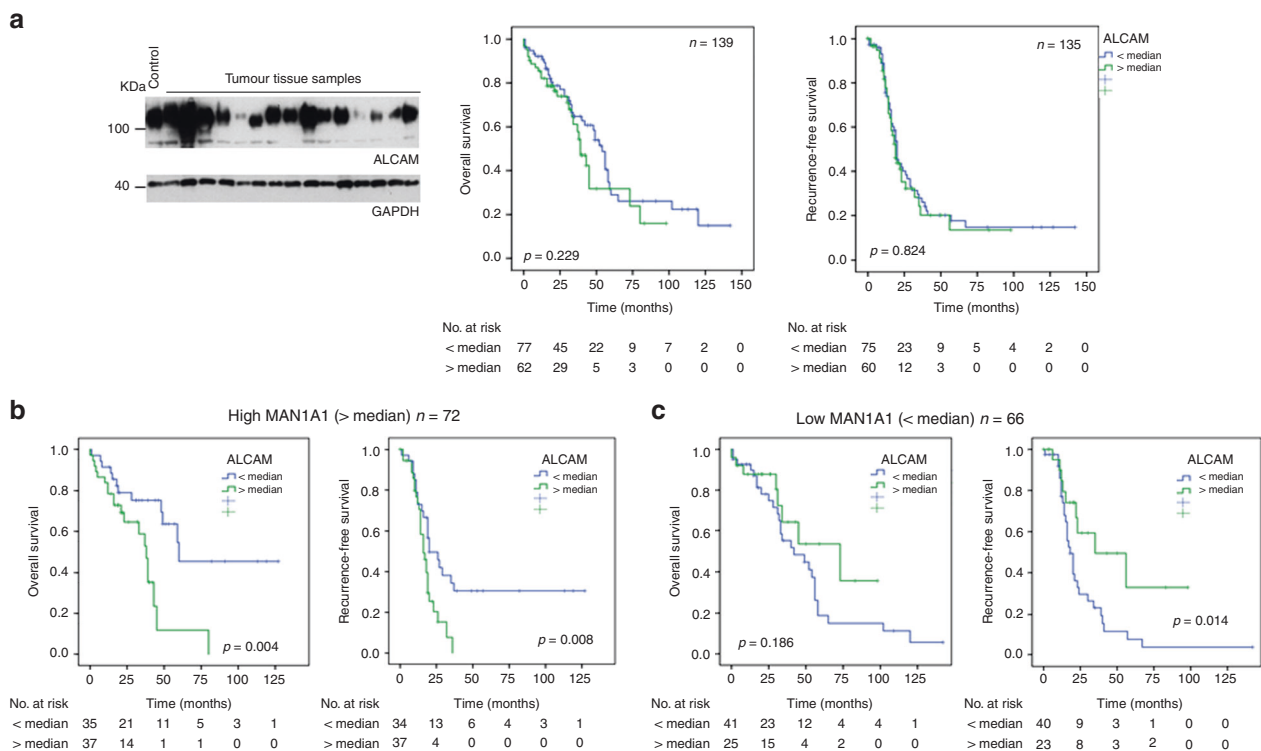 a
KDa
Control
Tumour tissue samples
100
ALCAM
40
GAPDH
Overall survival
1.0
0.8
0.6
0.4
0.2
0.0
n = 139
p = 0.229
0 25 50 75 100 125 150
Time (months)
No. at risk
< median 77 45 22 9 7 2 0
> median 62 29 5 3 0 0 0
Recurrence-free survival
1.0
0.8
0.6
0.4
0.2
0.0
n = 135
p = 0.824
0 25 50 75 100 125 150
Time (months)
No. at risk
< median 75 23 9 5 4 2 0
> median 60 12 3 0 0 0 0
ALCAM
< median
> median
b
High MAN1A1 (> median) n = 72
Overall survival
1.0
0.8
0.6
0.4
0.2
0.0
ALCAM
< median
> median
p = 0.004
0 25 50 75 100 125
No. at risk Time (months)
< median 35 21 11 5 3 1
> median 37 14 1 1 0 0
Recurrence-free survival
1.0
0.8
0.6
0.4
0.2
0.0
ALCAM
< median
> median
p = 0.008
0 25 50 75 100 125
No. at risk Time (months)
< median 34 13 6 4 3 1
> median 37 4 0 0 0 0
c
Low MAN1A1 (< median) n = 66
Overall survival
1.0
0.8
0.6
0.4
0.2
0.0
ALCAM
< median
> median
p = 0.186
0 25 50 75 100 125
No. at risk Time (months)
< median 41 23 12 4 4 1
> median 25 15 4 2 0 0
Recurrence-free survival
1.0
0.8
0.6
0.4
0.2
0.0
ALCAM
< median
> median
p = 0.014
0 25 50 75 100 125
No. at risk Time (months)
< median 40 9 3 1 0 0
> median 23 8 3 2 0 0